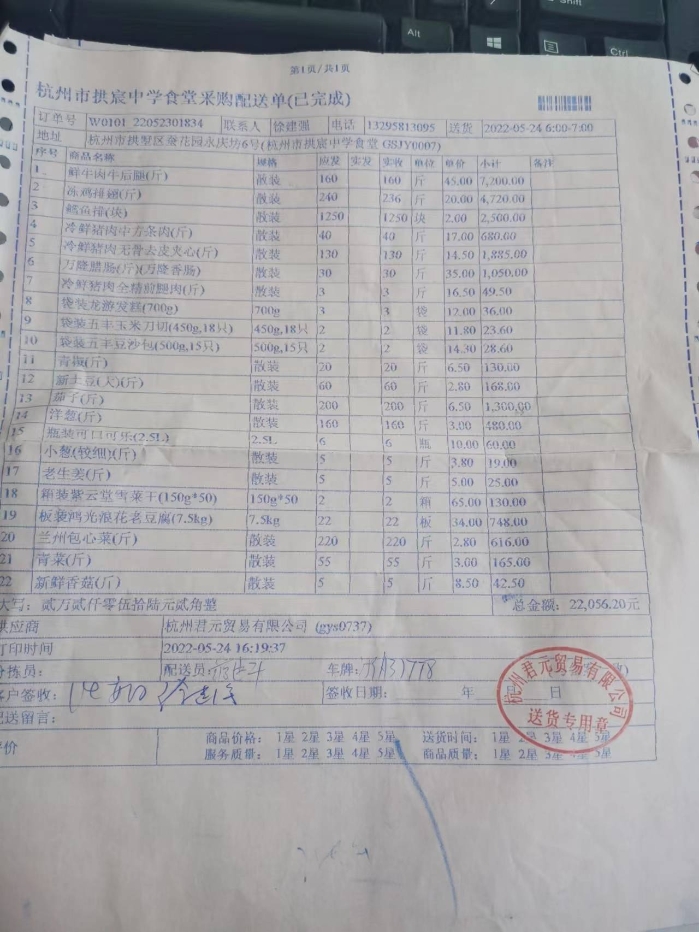 Alt
Shift
Ctrl
第1页/共1页
杭州市拱宸中学食堂采购配送单(已完成)
订单号 W0101 22052301834 联系人 徐建强 电话 13295813095 送货 2022-05-24 6:00-7:00
地址 杭州市拱墅区蚕花园永庆坊6号(杭州市拱宸中学食堂 GSJY0007)
序号 商品名称 规格 应发 实发 实收 单位 单价 小计 备注
1 鲜牛肉牛后腿(斤) 散装 160 160 斤 45.00 7,200.00
2 冻鸡排翅(斤) 散装 240 236 斤 20.00 4,720.00
3 鳕鱼排(块) 散装 1250 1250 块 2.00 2,500.00
4 冷鲜猪肉中方条肉(斤) 散装 40 40 斤 17.00 680.00
5 冷鲜猪肉无骨去皮夹心(斤) 散装 130 130 斤 14.50 1,885.00
6 万隆腊肠(斤)(万隆香肠) 散装 30 30 斤 35.00 1,050.00
7 冷鲜猪肉全精前腿肉(斤) 散装 3 3 斤 16.50 49.50
8 袋装龙游发糕(700g) 700g 3 3 袋 12.00 36.00
9 袋装五丰玉米刀切(450g,18只) 450g,18只 2 2 袋 11.80 23.60
10 袋装五丰豆沙包(500g,15只) 500g,15只 2 2 袋 14.30 28.60
11 青椒(斤) 散装 20 20 斤 6.50 130.00
12 新土豆(大)(斤) 散装 60 60 斤 2.80 168.00
13 茄子(斤) 散装 200 200 斤 6.50 1,300.00
14 洋葱(斤) 散装 160 160 斤 3.00 480.00
15 瓶装可口可乐(2.5L) 2.5L 6 6 瓶 10.00 60.00
16 小葱(较细)(斤) 散装 5 5 斤 3.80 19.00
17 老生姜(斤) 散装 5 5 斤 5.00 25.00
18 箱装紫云堂雪菜干(150g*50) 150g*50 2 2 箱 65.00 130.00
19 板装鸿光浪花老豆腐(7.5kg) 7.5kg 22 22 板 34.00 748.00
20 兰州包心菜(斤) 散装 220 220 斤 2.80 616.00
21 青菜(斤) 散装 55 55 斤 3.00 165.00
22 新鲜香菇(斤) 散装 5 5 斤 8.50 42.50
大写：贰万贰仟零伍拾陆元贰角整 总金额：22,056.20元
供应商 杭州君元贸易有限公司 (gys0737)
打印时间 2022-05-24 16:19:37
分拣员： 配送员： 车牌：
客户签收： 签收日期： 年 月 日
配送留言：
评价 商品价格： 1星 2星 3星 4星 5星 送货时间： 1星 2星 3星 4星 5星
服务质量： 1星 2星 3星 4星 5星 商品质量： 1星 2星 3星 4星 5星
杭州君元贸易有限公司
送货专用章